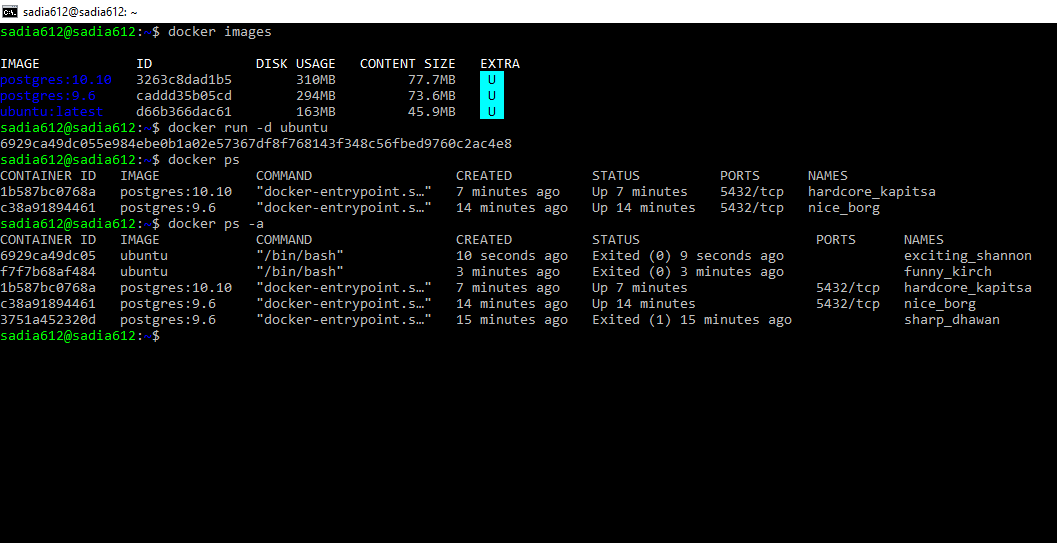 sadia612@sadia612: ~
sadia612@sadia612:~$ docker images
IMAGE ID DISK USAGE CONTENT SIZE EXTRA
postgres:10.10 3263c8dad1b5 310MB 77.7MB U
postgres:9.6 caddd35b05cd 294MB 73.6MB U
ubuntu:latest d66b366dac61 163MB 45.9MB U
sadia612@sadia612:~$ docker run -d ubuntu
6929ca49dc055e984ebe0b1a02e57367df8f768143f348c56fbed9760c2ac4e8
sadia612@sadia612:~$ docker ps
CONTAINER ID IMAGE COMMAND CREATED STATUS PORTS NAMES
1b587bc0768a postgres:10.10 "docker-entrypoint.s…" 7 minutes ago Up 7 minutes 5432/tcp hardcore_kapitsa
c38a91894461 postgres:9.6 "docker-entrypoint.s…" 14 minutes ago Up 14 minutes 5432/tcp nice_borg
sadia612@sadia612:~$ docker ps -a
CONTAINER ID IMAGE COMMAND CREATED STATUS PORTS NAMES
6929ca49dc05 ubuntu "/bin/bash" 10 seconds ago Exited (0) 9 seconds ago exciting_shannon
f7f7b68af484 ubuntu "/bin/bash" 3 minutes ago Exited (0) 3 minutes ago funny_kirch
1b587bc0768a postgres:10.10 "docker-entrypoint.s…" 7 minutes ago Up 7 minutes 5432/tcp hardcore_kapitsa
c38a91894461 postgres:9.6 "docker-entrypoint.s…" 14 minutes ago Up 14 minutes 5432/tcp nice_borg
3751a452320d postgres:9.6 "docker-entrypoint.s…" 15 minutes ago Exited (1) 15 minutes ago sharp_dhawan
sadia612@sadia612:~$